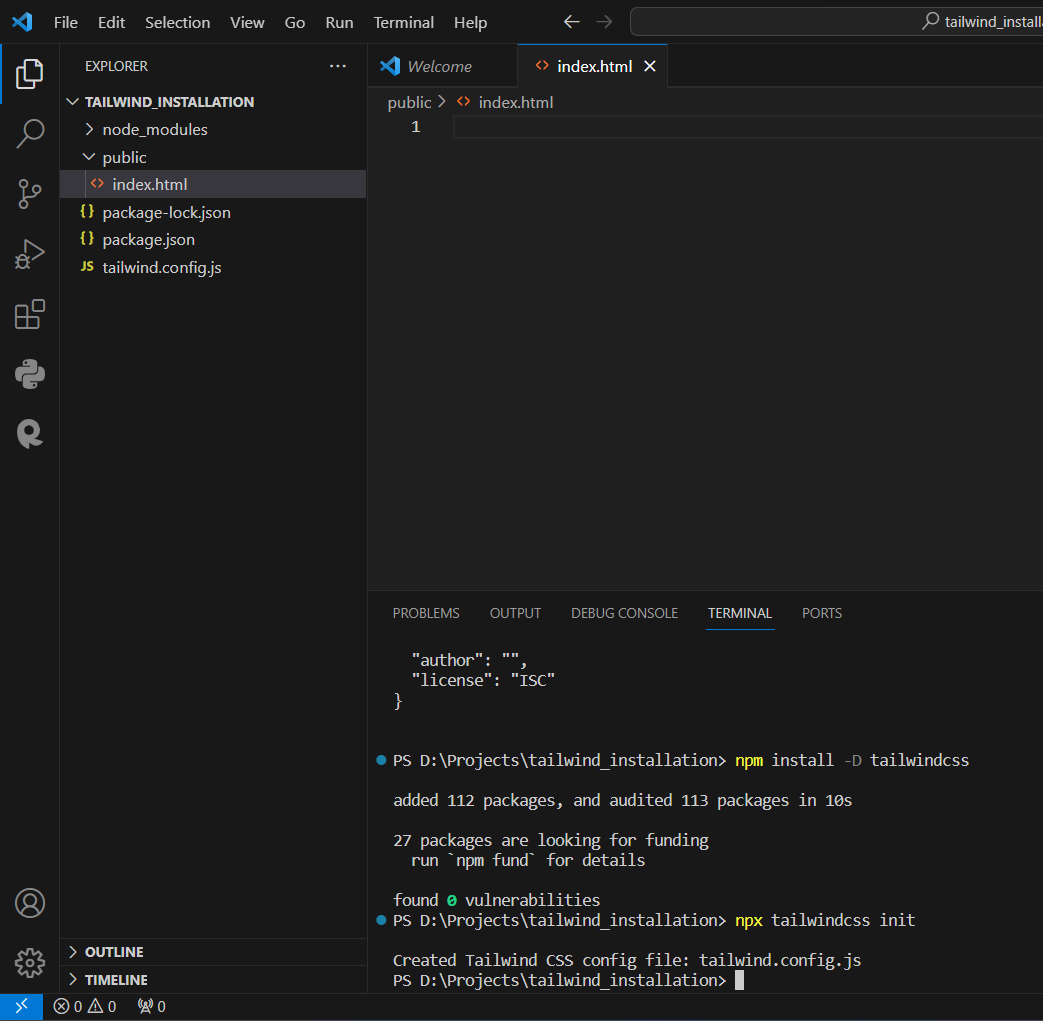 File Edit Selection View Go Run Terminal Help
EXPLORER
TAILWIND_INSTALLATION
node_modules
public
index.html
package-lock.json
package.json
JS tailwind.config.js
OUTLINE
TIMELINE
Welcome
index.html
public > index.html
1
PROBLEMS OUTPUT DEBUG CONSOLE TERMINAL PORTS
"author": "",
"license": "ISC"
}
PS D:\Projects\tailwind_installation> npm install -D tailwindcss
added 112 packages, and audited 113 packages in 10s
27 packages are looking for funding
run `npm fund` for details
found 0 vulnerabilities
PS D:\Projects\tailwind_installation> npx tailwindcss init
Created Tailwind CSS config file: tailwind.config.js
PS D:\Projects\tailwind_installation>
0 0 0